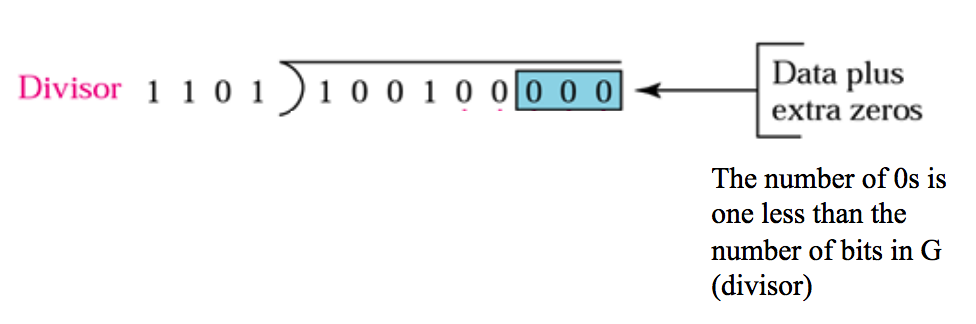 Divisor 1 1 0 1 ) 1 0 0 1 0 0 0 0 0
Data plus
extra zeros
The number of 0s is
one less than the
number of bits in G
(divisor)